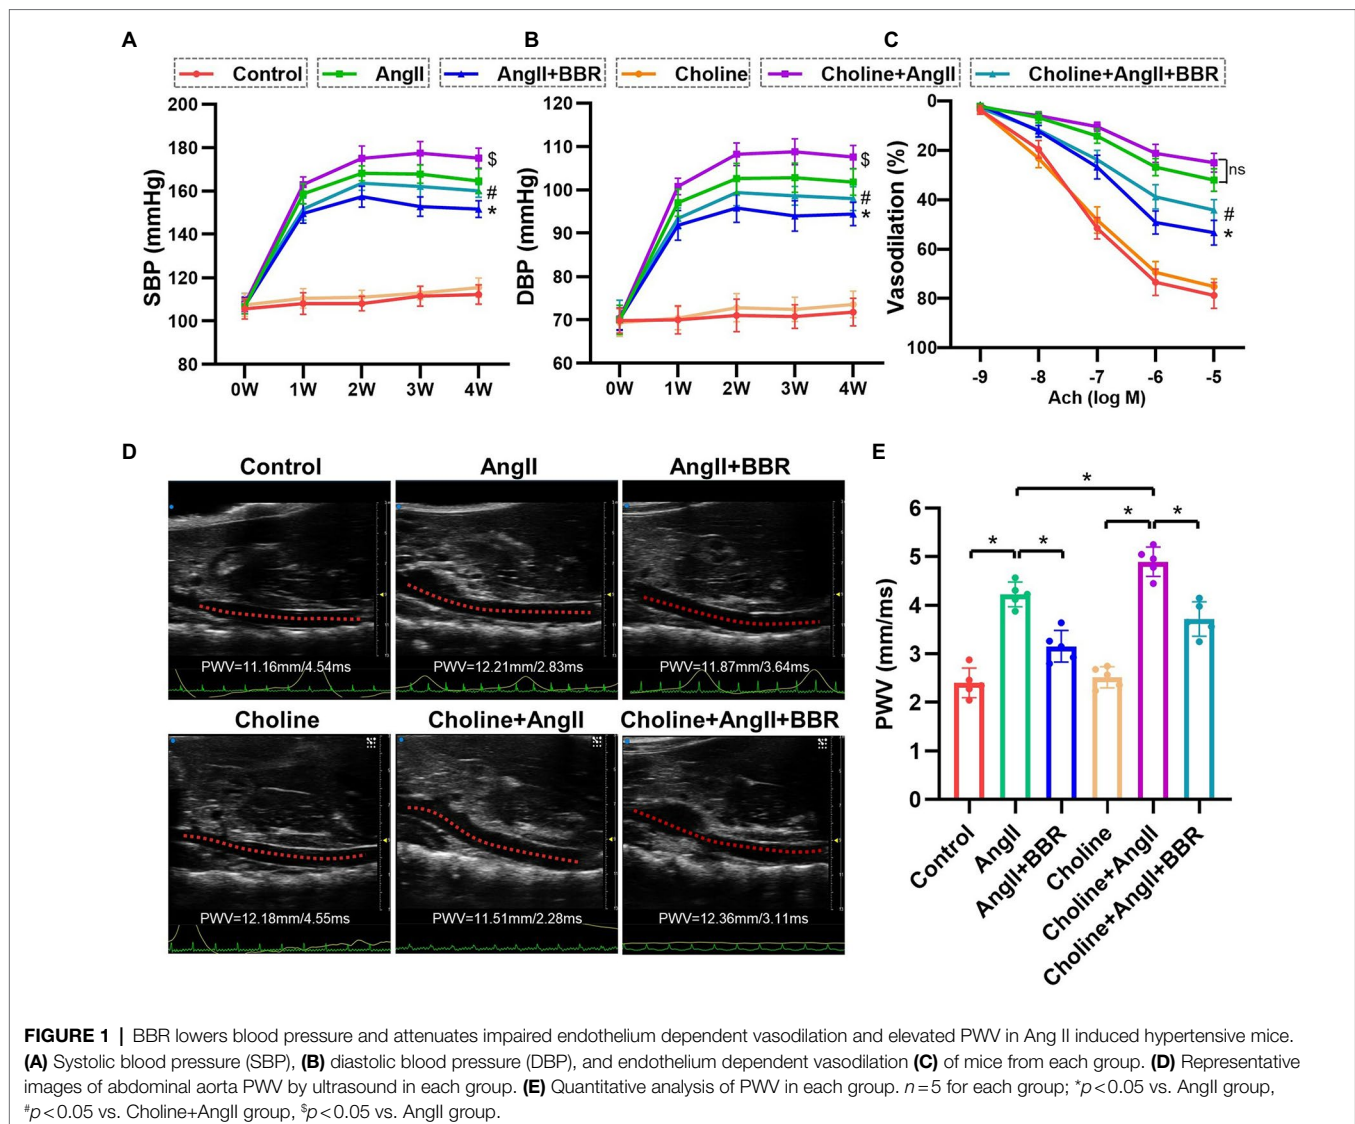 A
B
C
Control
AngII
AngII+BBR
Choline
Choline+AngII
Choline+AngII+BBR
SBP (mmHg)
200
180
160
140
120
100
80
0W 1W 2W 3W 4W
$
#
*
DBP (mmHg)
120
110
100
90
80
70
60
0W 1W 2W 3W 4W
$
#
*
Vasodilation (%)
0
20
40
60
80
100
-9 -8 -7 -6 -5
Ach (log M)
ns
#
*
D
Control
AngII
AngII+BBR
PWV=11.16mm/4.54ms
PWV=12.21mm/2.83ms
PWV=11.87mm/3.64ms
Choline
Choline+AngII
Choline+AngII+BBR
PWV=12.18mm/4.55ms
PWV=11.51mm/2.28ms
PWV=12.36mm/3.11ms
E
PWV (mm/ms)
6
5
4
3
2
1
0
*
* * * *
Control
AngII
AngII+BBR
Choline
Choline+AngII
Choline+AngII+BBR
FIGURE 1 | BBR lowers blood pressure and attenuates impaired endothelium dependent vasodilation and elevated PWV in Ang II induced hypertensive mice.
(A) Systolic blood pressure (SBP), (B) diastolic blood pressure (DBP), and endothelium dependent vasodilation (C) of mice from each group. (D) Representative
images of abdominal aorta PWV by ultrasound in each group. (E) Quantitative analysis of PWV in each group. n=5 for each group; *p<0.05 vs. AngII group,
#p<0.05 vs. Choline+AngII group, $p<0.05 vs. AngII group.